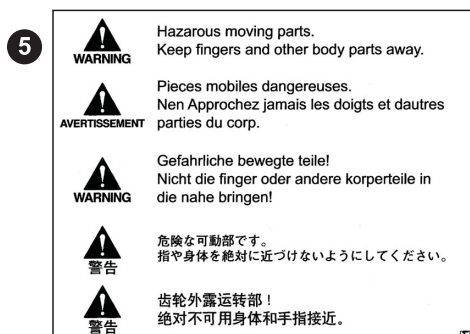 5
WARNING
Hazarous moving parts.
Keep fingers and other body parts away.
AVERTISSEMENT
Pieces mobiles dangereuses.
Nen Approchez jamais les doigts et dautres
parties du corp.
WARNING
Gefahrliche bewegte teile!
Nicht die finger oder andere korperteile in
die nahe bringen!
警告
危険な可動部です。
指や身体を絶対に近づけないようにしてください。
警告
齿轮外露运转部！
绝对不可用身体和手指接近。